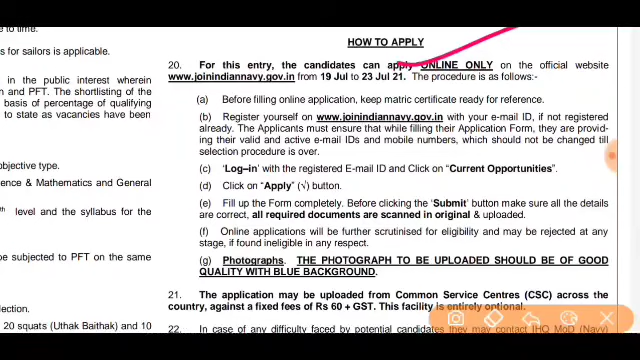 e to time.
s for sailors is applicable.
in the public interest wherein
n and PFT. The shortlisting of the
basis of percentage of qualifying
to state as vacancies have been
objective type.
ence & Mathematics and General
th level and the syllabus for the
be subjected to PFT on the same
lection.
20 squats (Uthak Baithak) and 10
HOW TO APPLY
20. For this entry, the candidates can apply ONLINE ONLY on the official website
www.joinindiannavy.gov.in from 19 Jul to 23 Jul 21. The procedure is as follows:-
(a) Before filling online application, keep matric certificate ready for reference.
(b) Register yourself on www.joinindiannavy.gov.in with your e-mail ID, if not registered
already. The Applicants must ensure that while filling their Application Form, they are provid-
ing their valid and active e-mail IDs and mobile numbers, which should not be changed till
selection procedure is over.
(c) Log–in with the registered E-mail ID and Click on "Current Opportunities".
(d) Click on "Apply" (√) button.
(e) Fill up the Form completely. Before clicking the 'Submit' button make sure all the details
are correct, all required documents are scanned in original & uploaded.
(f) Online applications will be further scrutinised for eligibility and may be rejected at any
stage, if found ineligible in any respect.
(g) Photographs. THE PHOTOGRAPH TO BE UPLOADED SHOULD BE OF GOOD
QUALITY WITH BLUE BACKGROUND.
21. The application may be uploaded from Common Service Centres (CSC) across the
country, against a fixed fees of Rs 60 + GST. This facility is entirely optional.
22. In case of any difficulty faced by potential candidates they may contact IHQ MoD (Navy)